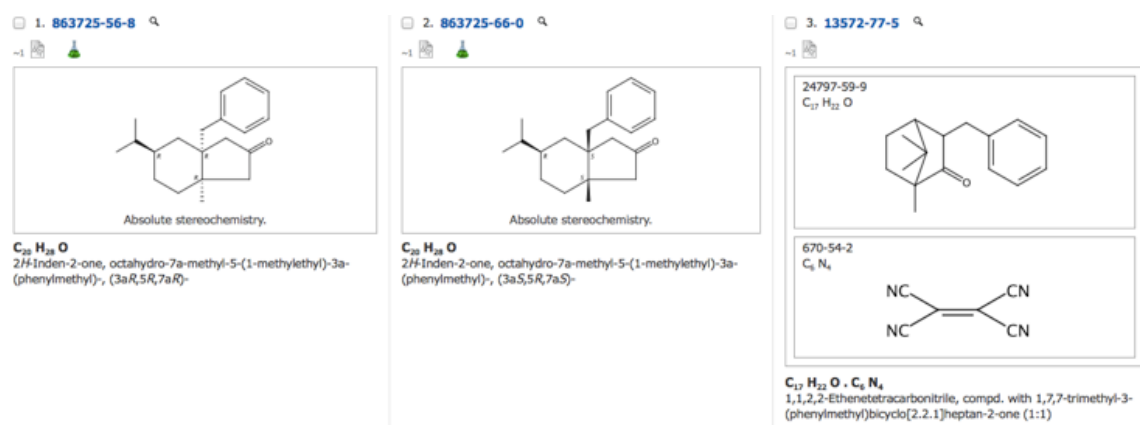 1. 863725-56-8
~1
O
R
R
R
Absolute stereochemistry.
C₂₀ H₂₈ O
2H-Inden-2-one, octahydro-7a-methyl-5-(1-methylethyl)-3a-
(phenylmethyl)-, (3aR,5R,7aR)-
2. 863725-66-0
~1
O
R
S
S
Absolute stereochemistry.
C₂₀ H₂₈ O
2H-Inden-2-one, octahydro-7a-methyl-5-(1-methylethyl)-3a-
(phenylmethyl)-, (3aS,5R,7aS)-
3. 13572-77-5
~1
24797-59-9
C₁₇ H₂₂ O
O
670-54-2
C₆ N₄
NC CN
NC CN
C₁₇ H₂₂ O . C₆ N₄
1,1,2,2-Ethenetetracarbonitrile, compd. with 1,7,7-trimethyl-3-
(phenylmethyl)bicyclo[2.2.1]heptan-2-one (1:1)